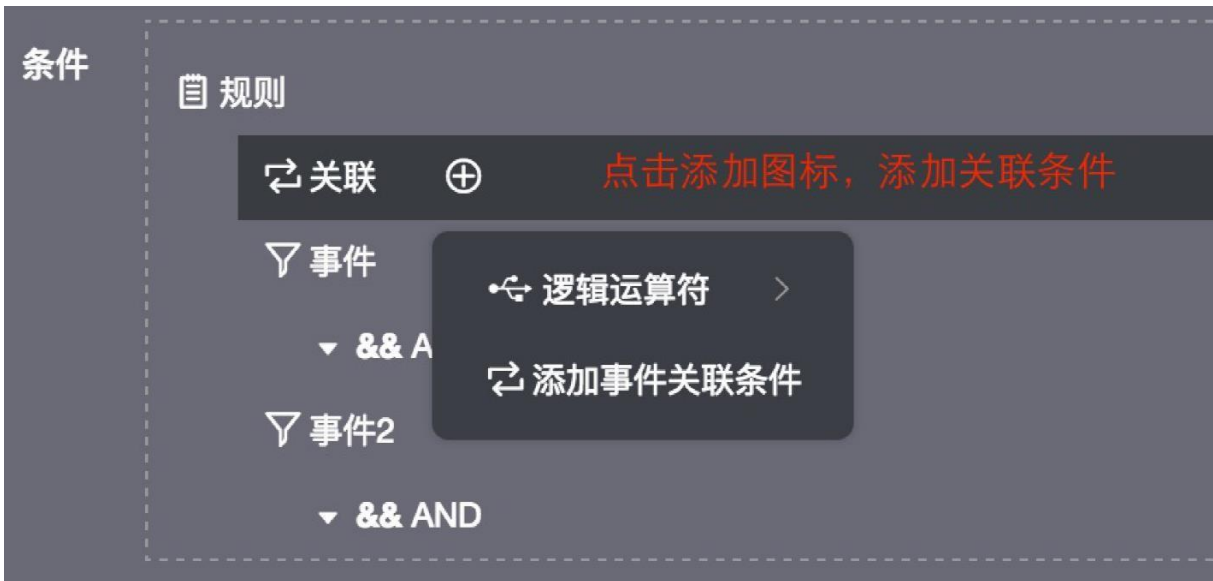 条件
规则
关联 点击添加图标，添加关联条件
事件
逻辑运算符
&& A
添加事件关联条件
事件2
&& AND